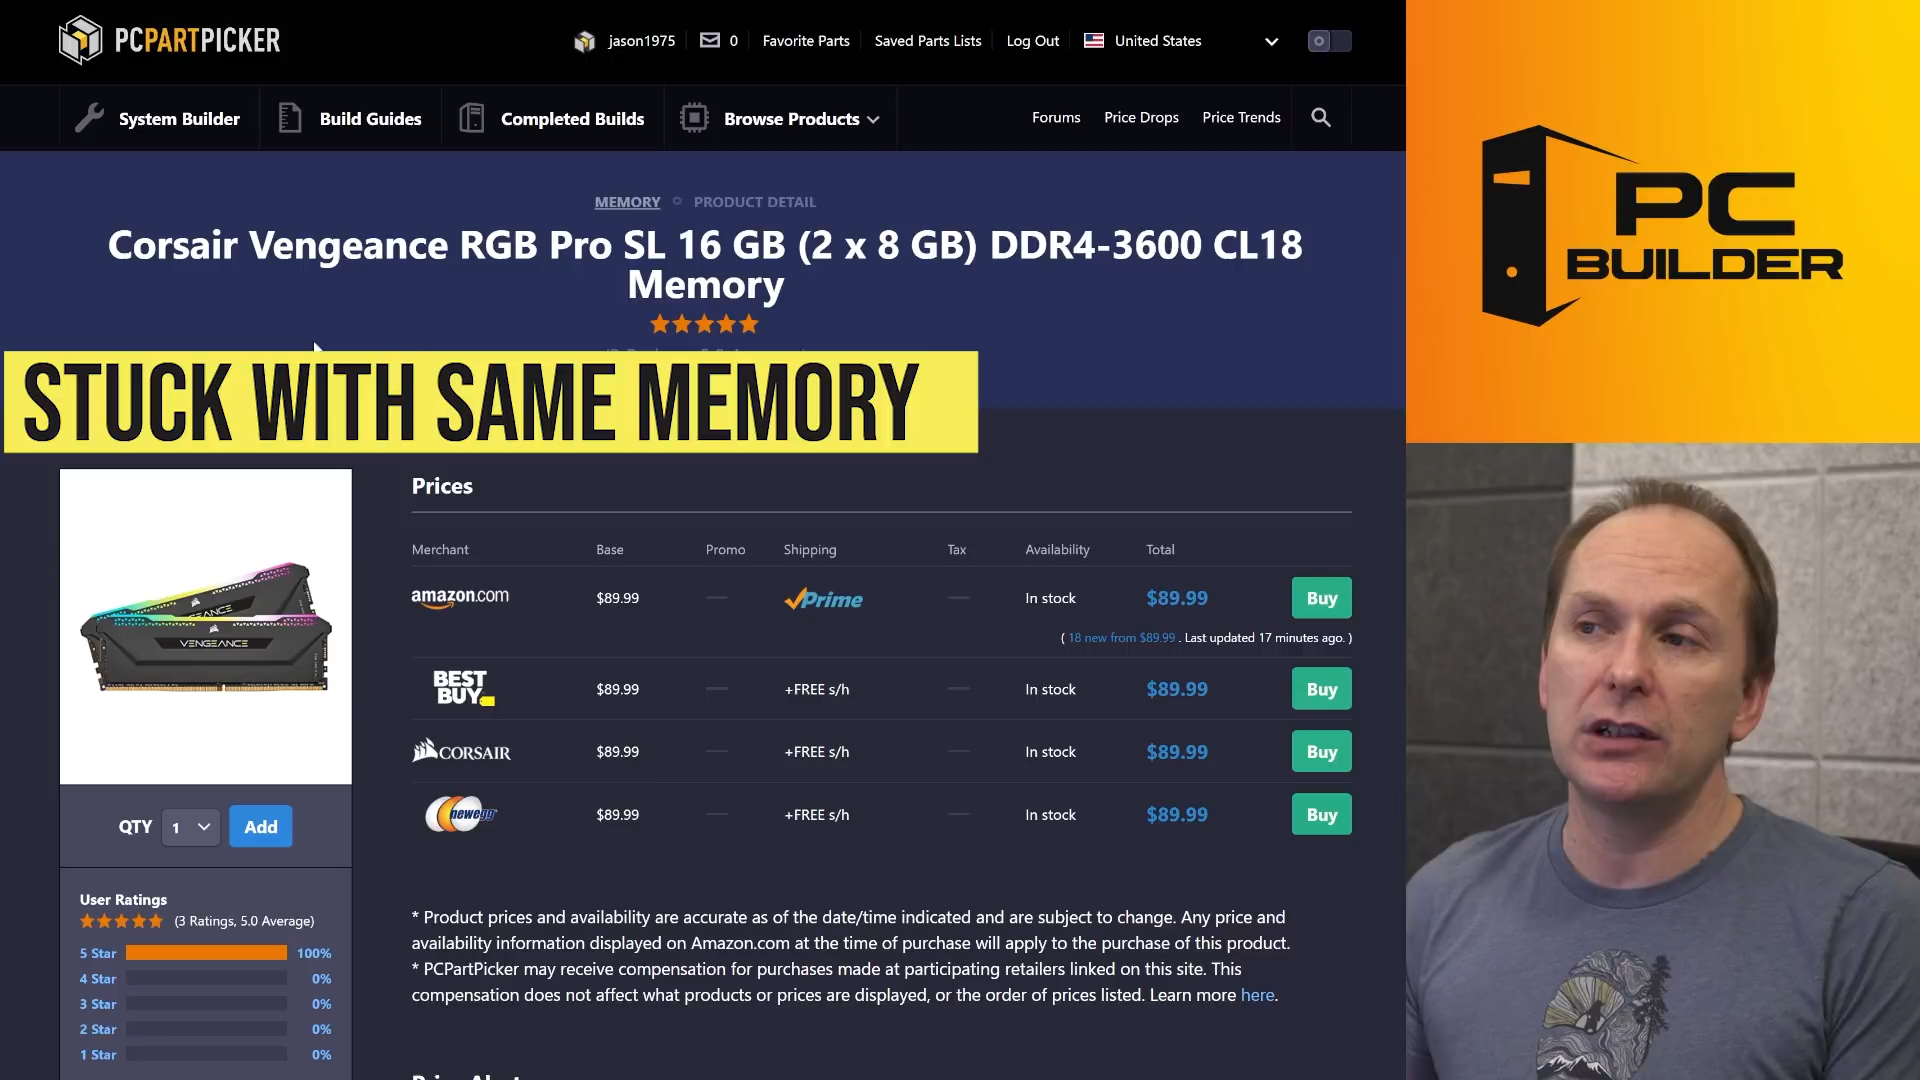 PCPARTPICKER
jason1975
0
Favorite Parts
Saved Parts Lists
Log Out
United States
System Builder
Build Guides
Completed Builds
Browse Products
Forums
Price Drops
Price Trends
MEMORY
PRODUCT DETAIL
Corsair Vengeance RGB Pro SL 16 GB (2 x 8 GB) DDR4-3600 CL18
Memory
STUCK WITH SAME MEMORY
VENGEANCE
VENGEANCE
QTY 1 Add
User Ratings
(3 Ratings, 5.0 Average)
5 Star 100%
4 Star 0%
3 Star 0%
2 Star 0%
1 Star 0%
Prices
Merchant Base Promo Shipping Tax Availability Total
amazon.com $89.99 — Prime — In stock $89.99 Buy
( 18 new from $89.99 . Last updated 17 minutes ago. )
BEST BUY $89.99 — +FREE s/h — In stock $89.99 Buy
CORSAIR $89.99 — +FREE s/h — In stock $89.99 Buy
newegg $89.99 — +FREE s/h — In stock $89.99 Buy
* Product prices and availability are accurate as of the date/time indicated and are subject to change. Any price and
availability information displayed on Amazon.com at the time of purchase will apply to the purchase of this product.
* PCPartPicker may receive compensation for purchases made at participating retailers linked on this site. This
compensation does not affect what products or prices are displayed, or the order of prices listed. Learn more here.
PC
BUILDER